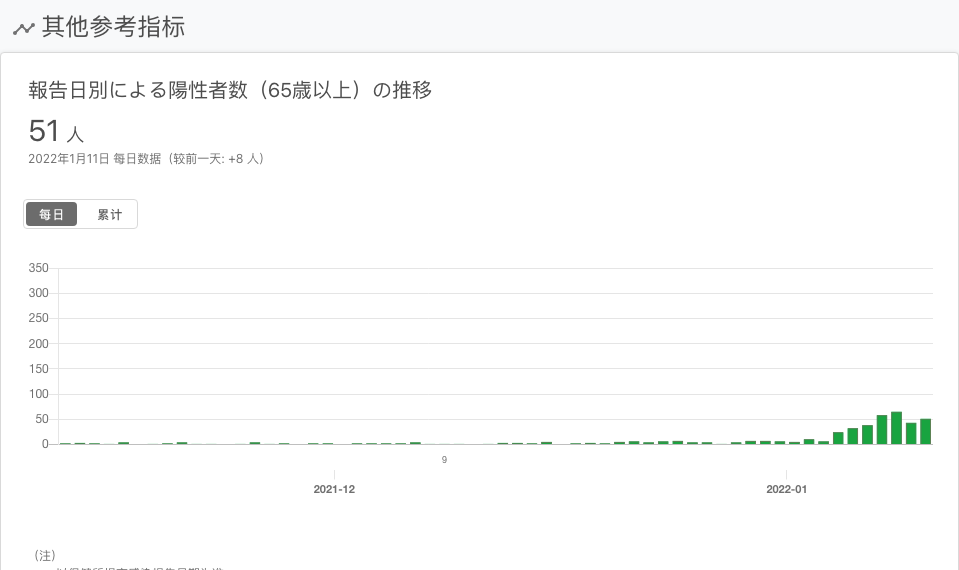 其他参考指标
報告日別による陽性者数（65歳以上）の推移
51 人
2022年1月11日 每日数据（较前一天: +8 人）
每日 累计
350
300
250
200
150
100
50
0
9
2021-12 2022-01
（注）